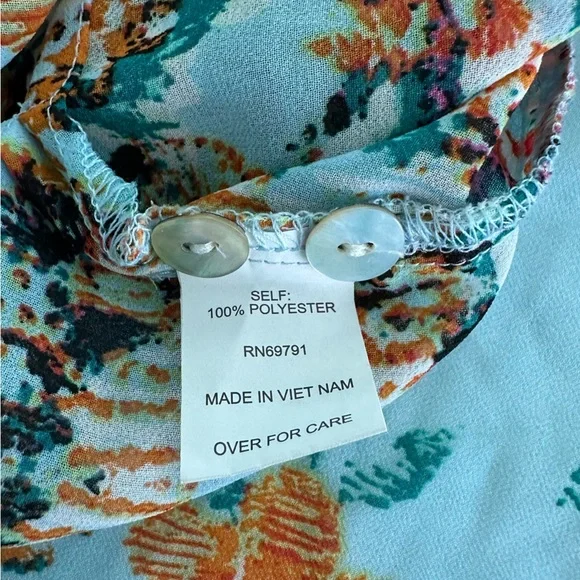 SELF:
100% POLYESTER
RN69791
MADE IN VIET NAM
OVER FOR CARE